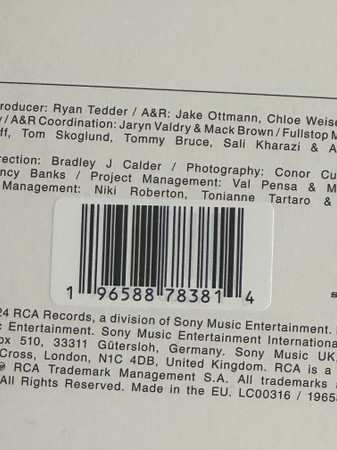 roducer: Ryan Tedder / A&R: Jake Ottmann, Chloe Weise
/A&R Coordination: Jaryn Valdry & Mack Brown / Fullstop M
ff, Tom Skoglund, Tommy Bruce, Sali Kharazi & A
rection: Bradley J Calder / Photography: Conor Cu
ncy Banks / Project Management: Val Pensa & M
Management: Niki Roberton, Tonianne Tartaro &
1 96588 78381 4
24 RCA Records, a division of Sony Music Entertainment.
c Entertainment. Sony Music Entertainment Internationa
ox 510, 33311 Gütersloh, Germany. Sony Music UK,
Cross, London, N1C 4DB, United Kingdom. RCA is a
® RCA Trademark Management S.A. All trademarks a
All Rights Reserved. Made in the EU. LC00316 / 1965